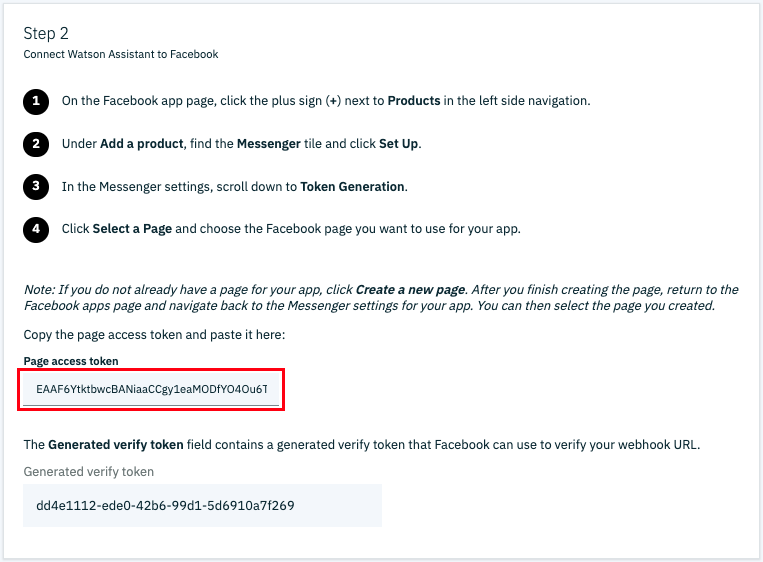 Step 2
Connect Watson Assistant to Facebook
1 On the Facebook app page, click the plus sign (+) next to Products in the left side navigation.
2 Under Add a product, find the Messenger tile and click Set Up.
3 In the Messenger settings, scroll down to Token Generation.
4 Click Select a Page and choose the Facebook page you want to use for your app.
Note: If you do not already have a page for your app, click Create a new page. After you finish creating the page, return to the
Facebook apps page and navigate back to the Messenger settings for your app. You can then select the page you created.
Copy the page access token and paste it here:
Page access token
EAAF6YtktbwcBANiaaCCgy1eaMODfYO4Ou6T
The Generated verify token field contains a generated verify token that Facebook can use to verify your webhook URL.
Generated verify token
dd4e1112-ede0-42b6-99d1-5d6910a7f269